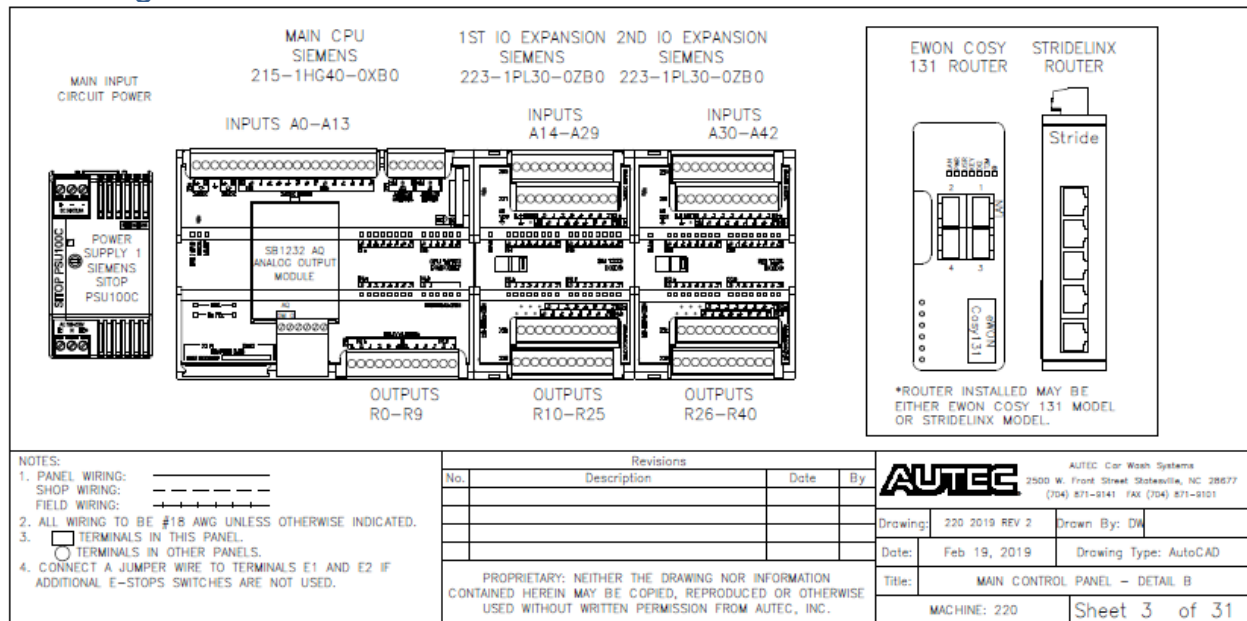 MAIN INPUT
CIRCUIT POWER
MAIN CPU
SIEMENS
215-1HG40-0XB0
1ST IO EXPANSION
SIEMENS
223-1PL30-0ZB0
2ND IO EXPANSION
SIEMENS
223-1PL30-0ZB0
INPUTS A0-A13
INPUTS
A14-A29
INPUTS
A30-A42
SITOP PSU100C
POWER
SUPPLY 1
SIEMENS
SITOP
PSU100C
SB1232 AQ
ANALOG OUTPUT
MODULE
AQ
OUTPUTS
R0-R9
OUTPUTS
R10-R25
OUTPUTS
R26-R40
EWON COSY
131 ROUTER
STRIDELINX
ROUTER
2
1
LAN
4
3
eWON
Cosy131
Stride
*ROUTER INSTALLED MAY BE
EITHER EWON COSY 131 MODEL
OR STRIDELINX MODEL.
NOTES:
1. PANEL WIRING:
SHOP WIRING:
FIELD WIRING:
2. ALL WIRING TO BE #18 AWG UNLESS OTHERWISE INDICATED.
3. TERMINALS IN THIS PANEL.
TERMINALS IN OTHER PANELS.
4. CONNECT A JUMPER WIRE TO TERMINALS E1 AND E2 IF
ADDITIONAL E-STOPS SWITCHES ARE NOT USED.
Revisions
No. Description Date By
PROPRIETARY: NEITHER THE DRAWING NOR INFORMATION
CONTAINED HEREIN MAY BE COPIED, REPRODUCED OR OTHERWISE
USED WITHOUT WRITTEN PERMISSION FROM AUTEC, INC.
AUTEC
AUTEC Car Wash Systems
2500 W. Front Street Statesville, NC 28677
(704) 871-9141 FAX (704) 871-9101
Drawing: 220 2019 REV 2 Drawn By: DW
Date: Feb 19, 2019 Drawing Type: AutoCAD
Title: MAIN CONTROL PANEL - DETAIL B
MACHINE: 220 Sheet 3 of 31